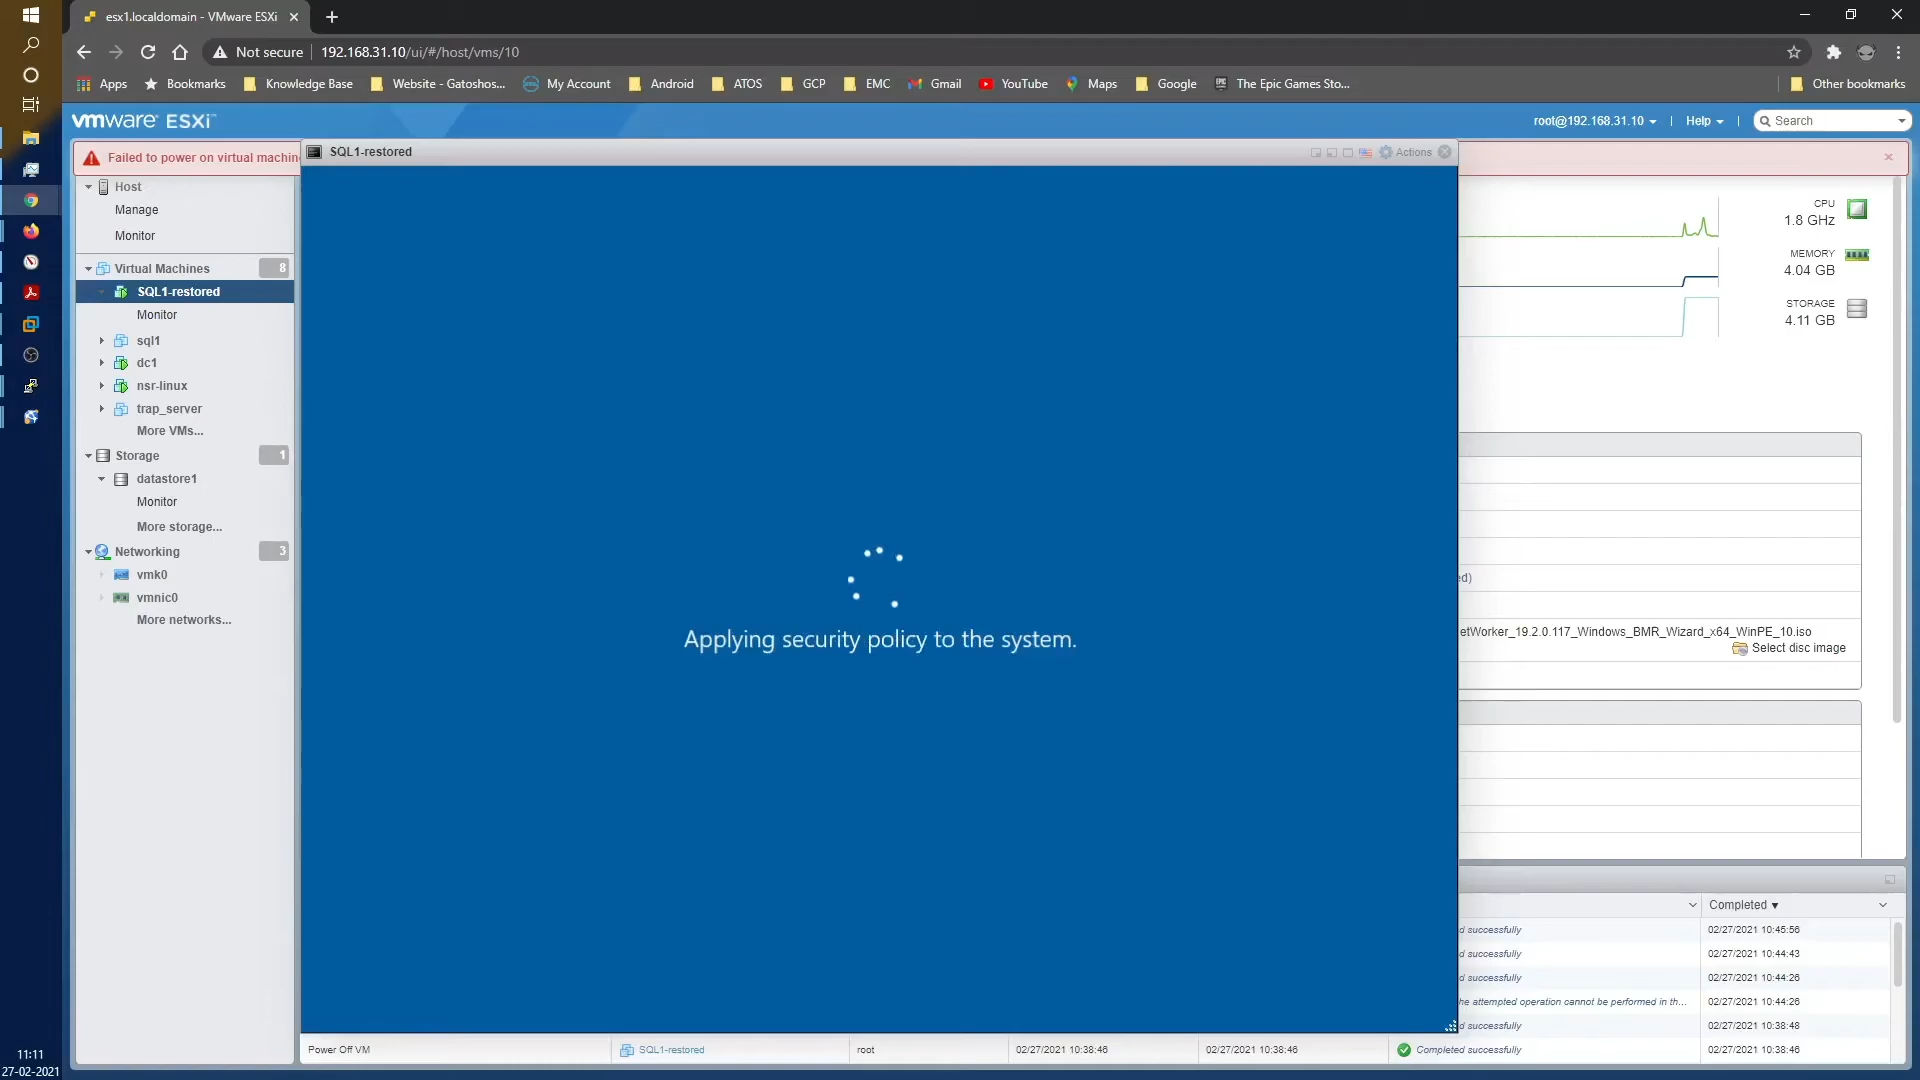 esx1.localdomain - VMware ESXi
Not secure
192.168.31.10/ui/#/host/vms/10
Apps
Bookmarks
Knowledge Base
Website - Gatoshos...
My Account
Android
ATOS
GCP
EMC
Gmail
YouTube
Maps
Google
The Epic Games Sto...
Other bookmarks
vmware ESXi
root@192.168.31.10
Help
Search
Failed to power on virtual machin
SQL1-restored
Actions
Host
Manage
Monitor
Virtual Machines
8
SQL1-restored
Monitor
sql1
dc1
nsr-linux
trap_server
More VMs...
Storage
1
datastore1
Monitor
More storage...
Networking
3
vmk0
vmnic0
More networks...
Applying security policy to the system.
CPU
1.8 GHz
MEMORY
4.04 GB
STORAGE
4.11 GB
ed)
etWorker_19.2.0.117_Windows_BMR_Wizard_x64_WinPE_10.iso
Select disc image
Completed
d successfully
02/27/2021 10:45:56
d successfully
02/27/2021 10:44:43
d successfully
02/27/2021 10:44:26
he attempted operation cannot be performed in th...
02/27/2021 10:44:26
d successfully
02/27/2021 10:38:48
Power Off VM
SQL1-restored
root
02/27/2021 10:38:46
02/27/2021 10:38:46
Completed successfully
02/27/2021 10:38:46
11:11
27-02-2021